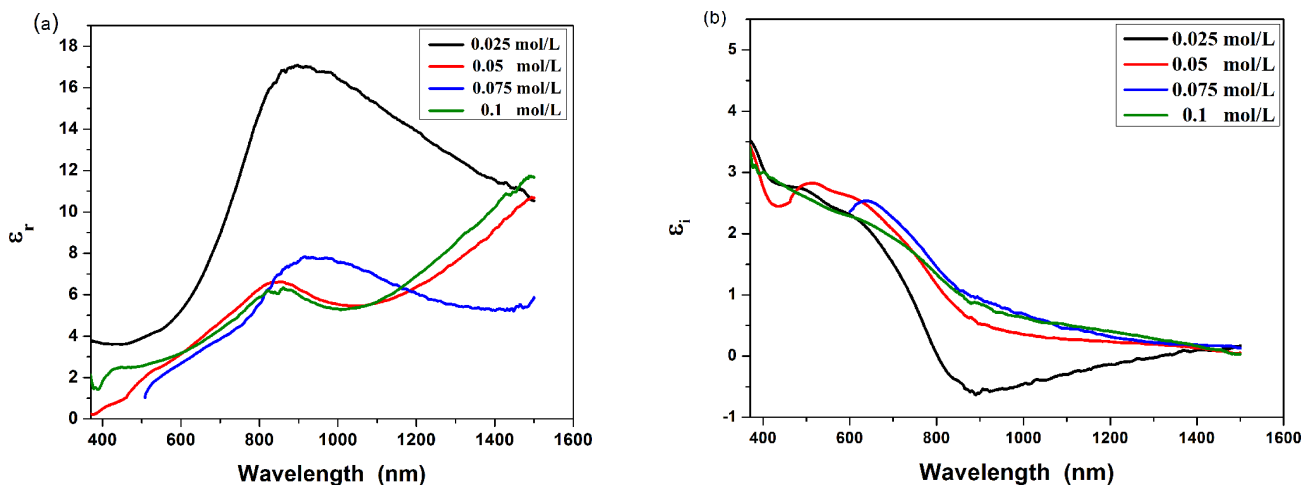 (a)
18
16
14
12
10
8
6
4
2
0
εr
400 600 800 1000 1200 1400 1600
Wavelength (nm)
0.025 mol/L
0.05 mol/L
0.075 mol/L
0.1 mol/L
(b)
5
4
3
2
1
0
-1
εi
400 600 800 1000 1200 1400 1600
Wavelength (nm)
0.025 mol/L
0.05 mol/L
0.075 mol/L
0.1 mol/L